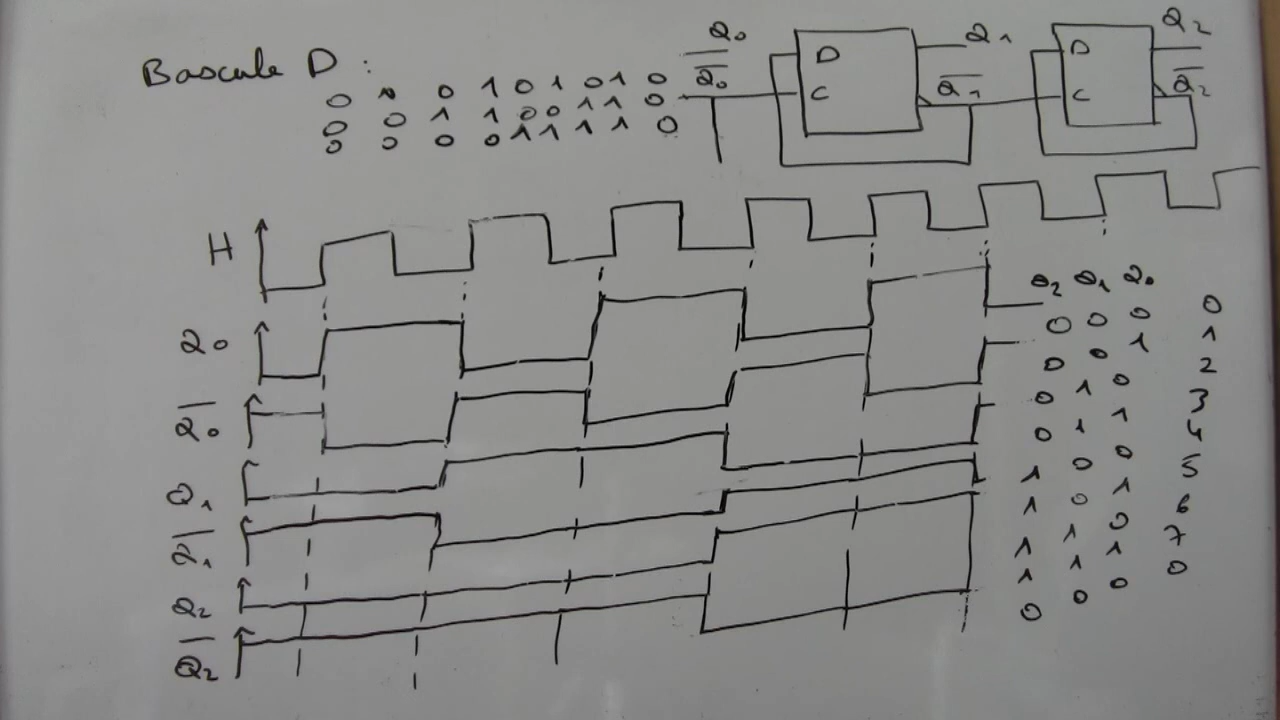 Bascule D :
0 1 0 1 0 1 0 1 0
0 0 1 1 0 0 1 1 0
0 0 0 0 1 1 1 1 0
Q0
Q̅0̅
D
C
Q1
Q̅1̅
D
C
Q2
Q̅2̅
H
Q0
Q̅0̅
Q1
Q̅1̅
Q2
Q̅2̅
Q2 Q1 Q0
0 0 0 0
0 0 1 1
0 1 0 2
0 1 1 3
1 0 0 4
1 0 1 5
1 1 0 6
1 1 1 7
0 0 0 0